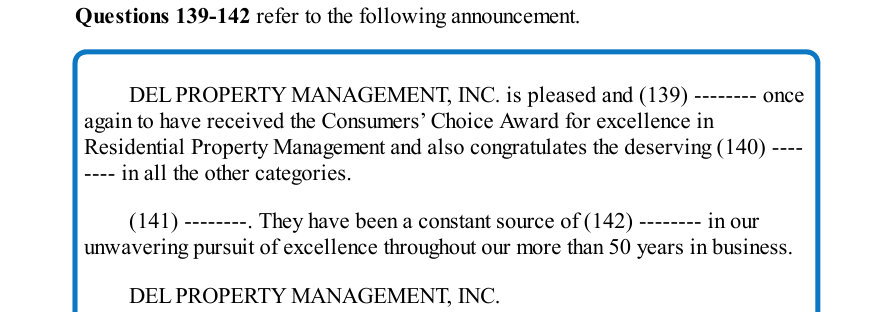 Questions 139-142 refer to the following announcement.
DEL PROPERTY MANAGEMENT, INC. is pleased and (139) -------- once
again to have received the Consumers’ Choice Award for excellence in
Residential Property Management and also congratulates the deserving (140) ----
---- in all the other categories.
(141) --------. They have been a constant source of (142) -------- in our
unwavering pursuit of excellence throughout our more than 50 years in business.
DEL PROPERTY MANAGEMENT, INC.